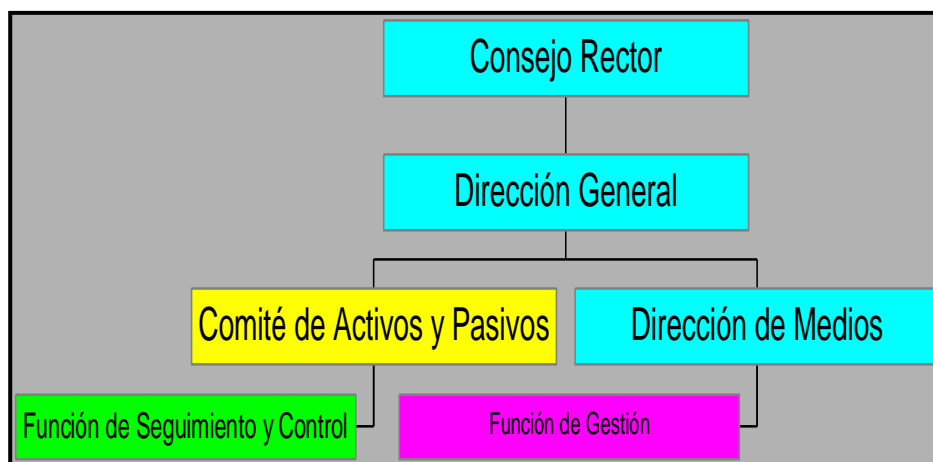 Consejo Rector
Dirección General
Comité de Activos y Pasivos
Dirección de Medios
Función de Seguimiento y Control
Función de Gestión